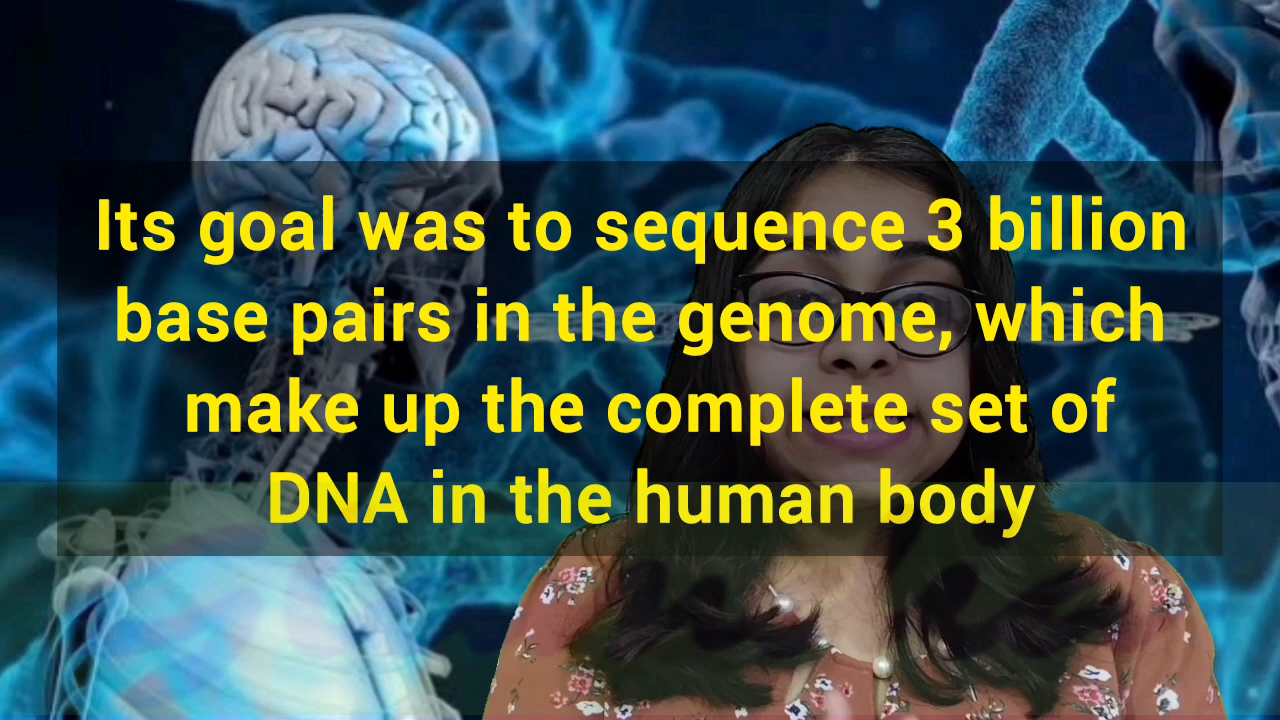 Its goal was to sequence 3 billion
base pairs in the genome, which
make up the complete set of
DNA in the human body